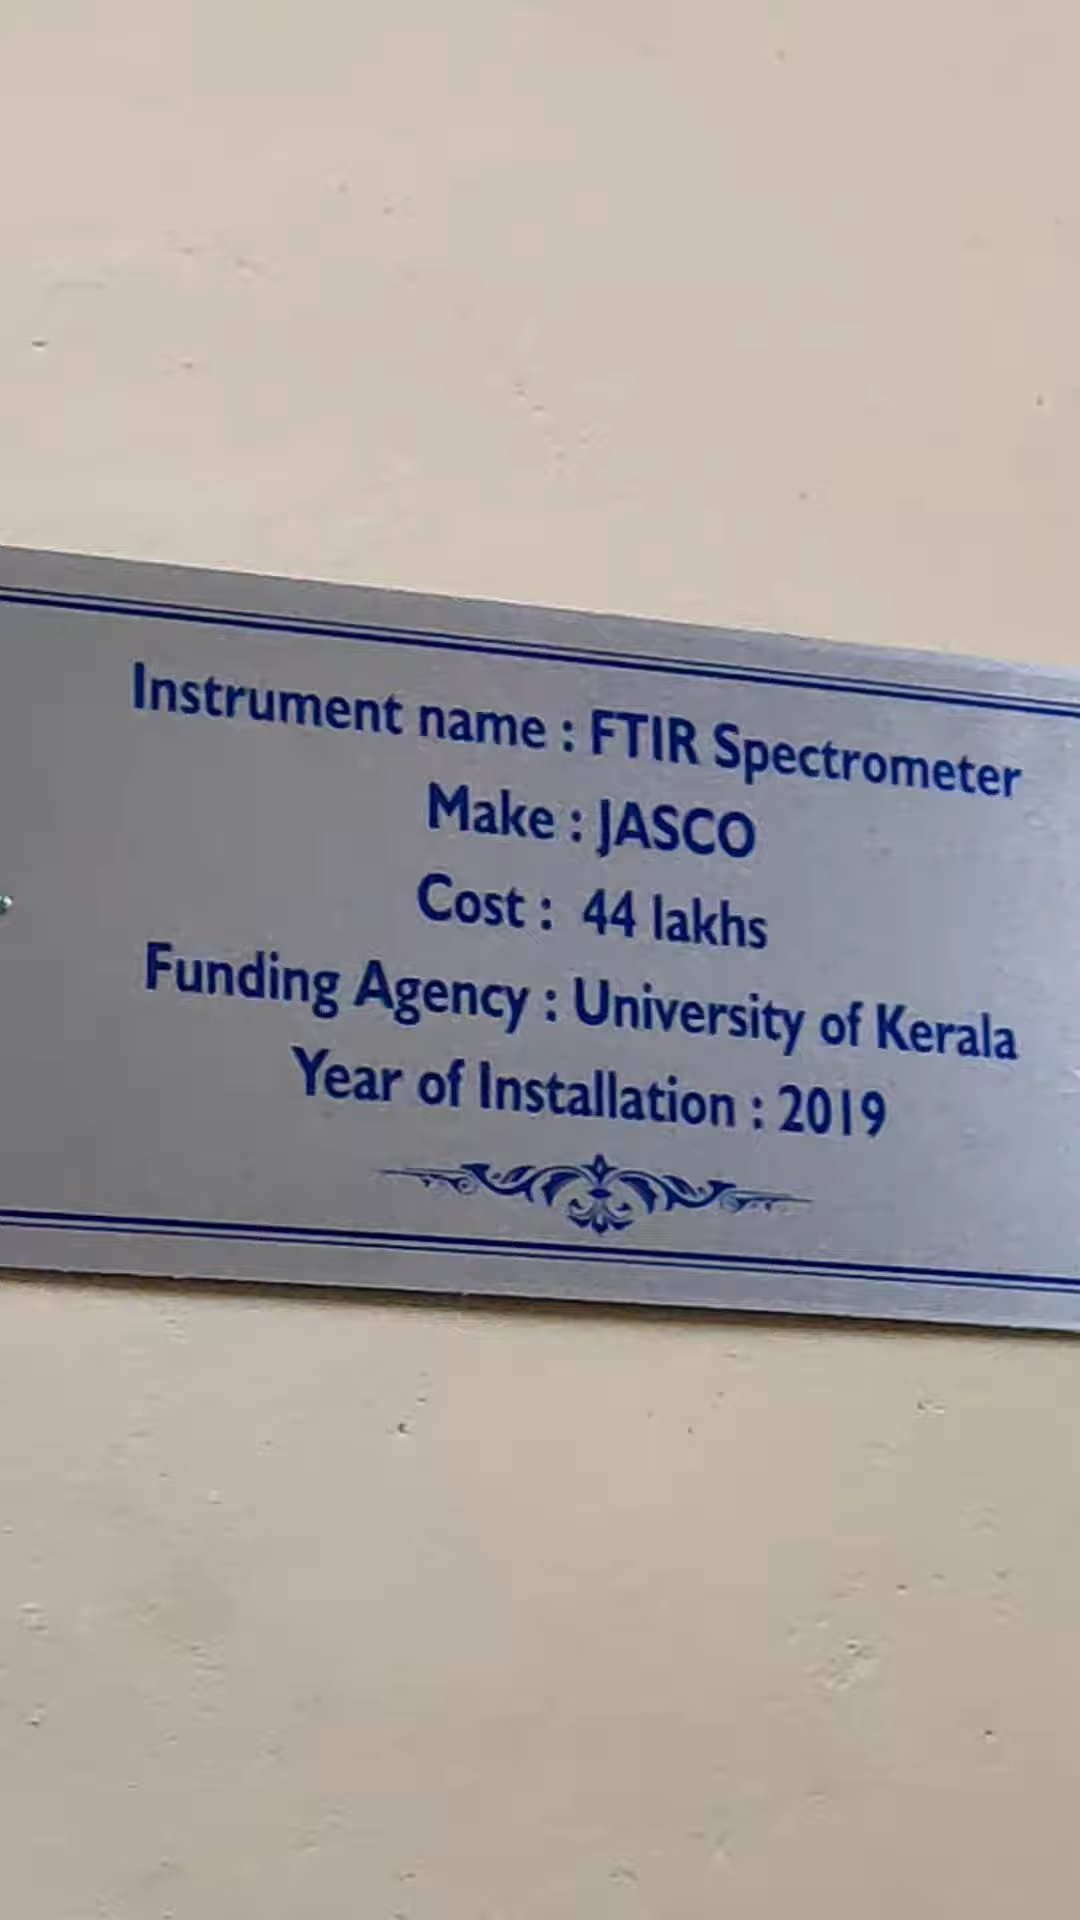 Instrument name : FTIR Spectrometer
Make : JASCO
Cost : 44 lakhs
Funding Agency : University of Kerala
Year of Installation : 2019